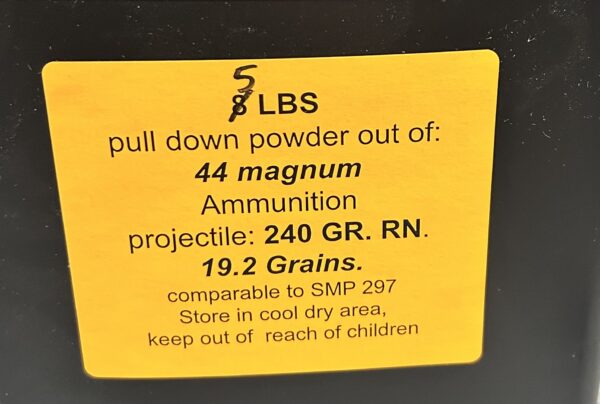 5 8 LBS
pull down powder out of:
44 magnum
Ammunition
projectile: 240 GR. RN.
19.2 Grains.
comparable to SMP 297
Store in cool dry area,
keep out of reach of children